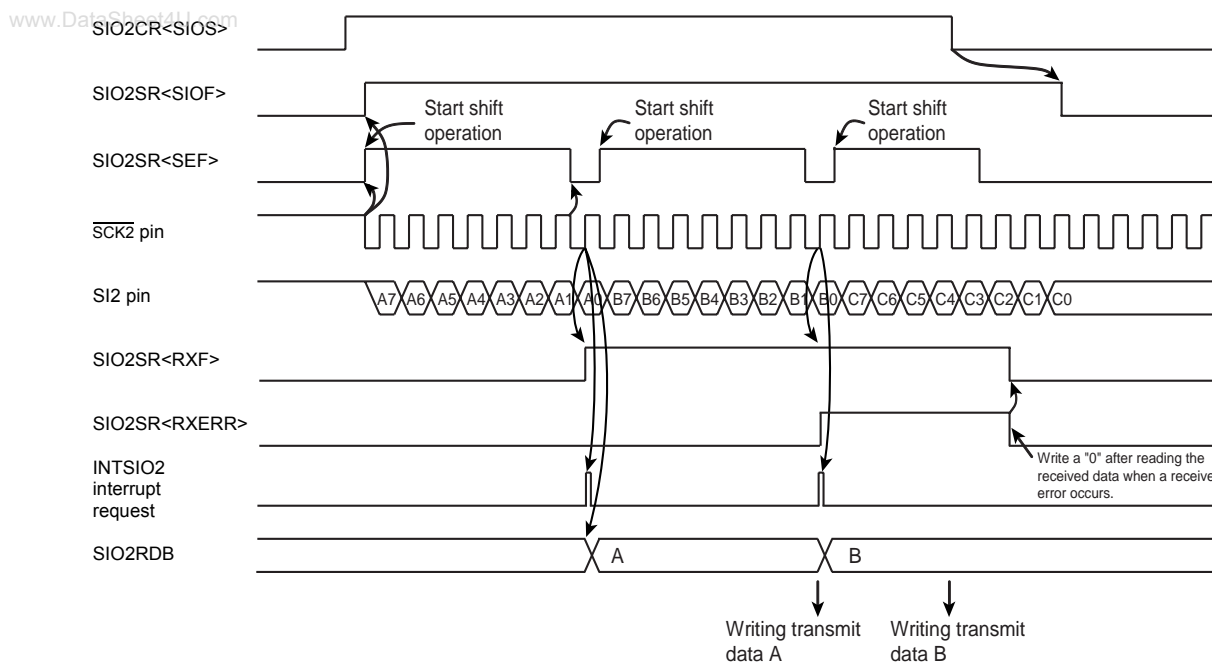 www.DataSheet4U.com
SIO2CR<SIOS>
SIO2SR<SIOF>
Start shift
operation
Start shift
operation
Start shift
operation
SIO2SR<SEF>
SCK2 pin
SI2 pin
A7 A6 A5 A4 A3 A2 A1 A0 B7 B6 B5 B4 B3 B2 B1 B0 C7 C6 C5 C4 C3 C2 C1 C0
SIO2SR<RXF>
SIO2SR<RXERR>
Write a "0" after reading the
received data when a receive
error occurs.
INTSIO2
interrupt
request
SIO2RDB
A
B
Writing transmit
data A
Writing transmit
data B